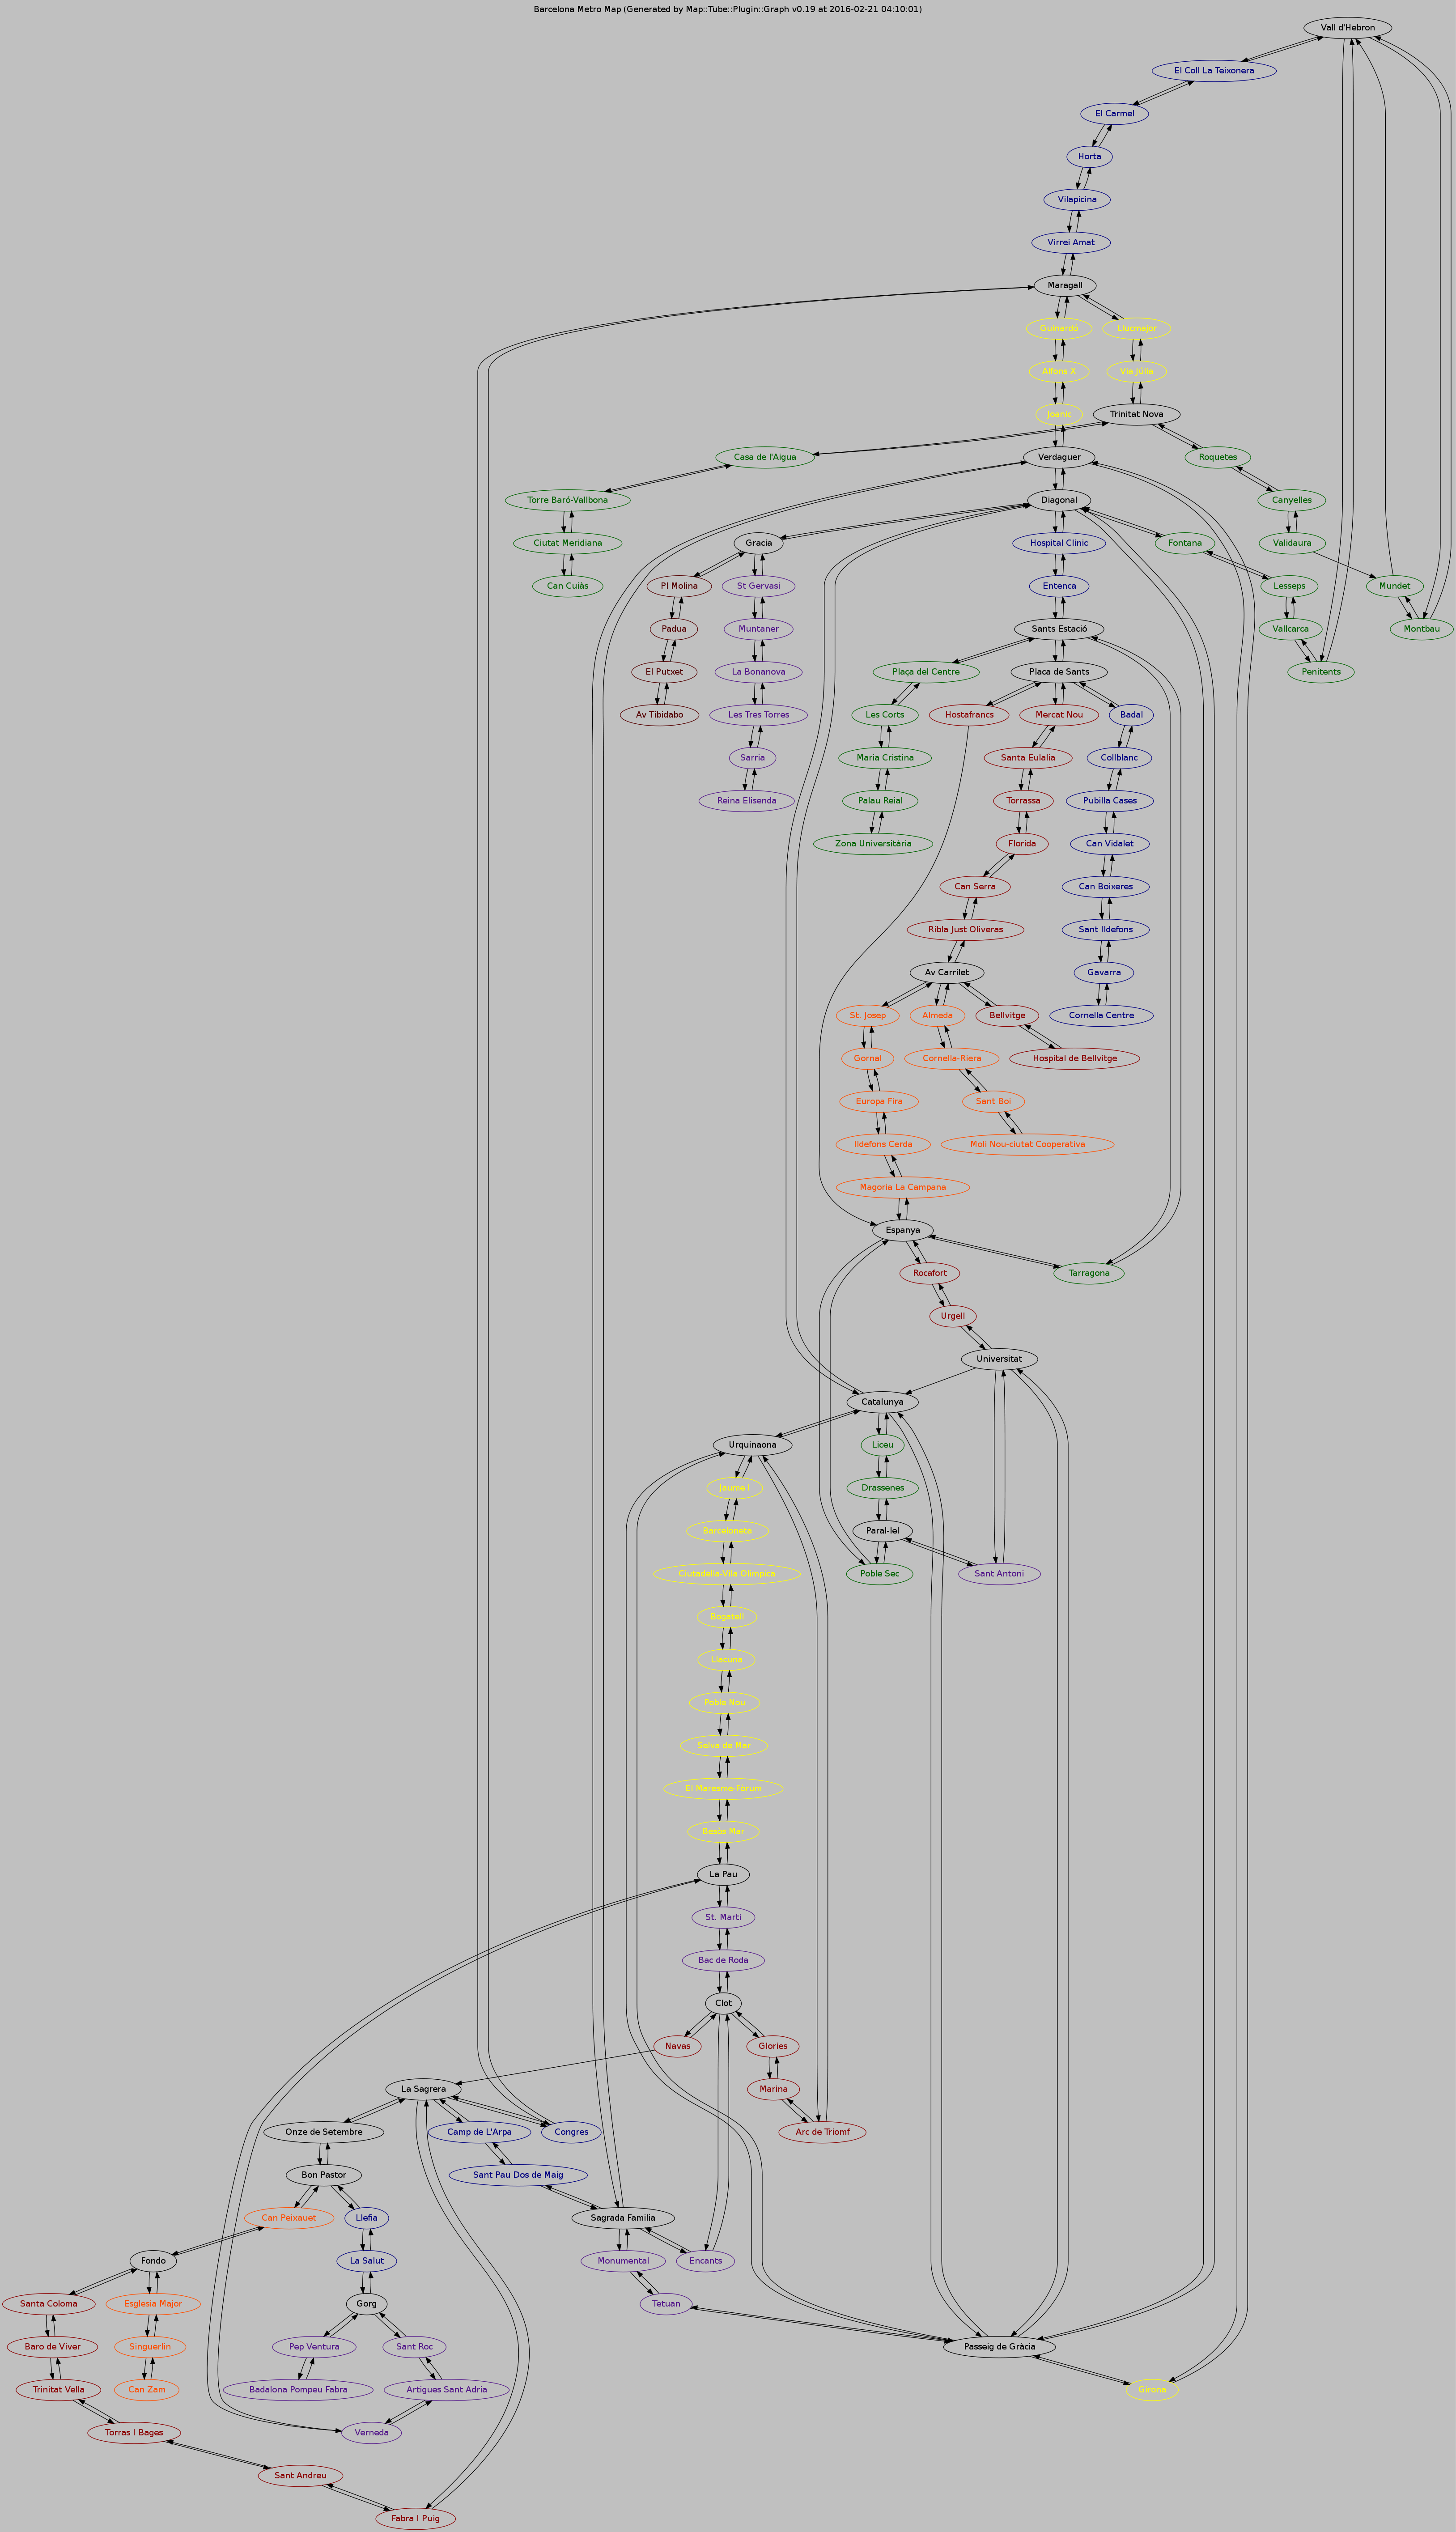 Barcelona Metro Map (Generated by Map::Tube::Plugin::Graph v0.19 at 2016-02-21 04:10:01)
Vall d'Hebron
El Coll La Teixonera
El Carmel
Horta
Vilapicina
Virrei Amat
Maragall
Guinardó
Llucmajor
Alfons X
Via Júlia
Joanic
Trinitat Nova
Casa de l'Aigua
Verdaguer
Roquetes
Torre Baró-Vallbona
Diagonal
Canyelles
Ciutat Meridiana
Gracia
Hospital Clinic
Fontana
Validaura
Can Cuiàs
Pl Molina
St Gervasi
Entenca
Lesseps
Mundet
Padua
Muntaner
Sants Estació
Vallcarca
Montbau
El Putxet
La Bonanova
Plaça del Centre
Placa de Sants
Penitents
Av Tibidabo
Les Tres Torres
Les Corts
Hostafrancs
Mercat Nou
Badal
Sarria
Maria Cristina
Santa Eulalia
Collblanc
Reina Elisenda
Palau Reial
Torrassa
Pubilla Cases
Zona Universitària
Florida
Can Vidalet
Can Serra
Can Boixeres
Ribla Just Oliveras
Sant Ildefons
Av Carrilet
Gavarra
St. Josep
Almeda
Bellvitge
Cornella Centre
Gornal
Cornella-Riera
Hospital de Bellvitge
Europa Fira
Sant Boi
Ildefons Cerda
Moli Nou-ciutat Cooperativa
Magoria La Campana
Espanya
Rocafort
Tarragona
Urgell
Universitat
Catalunya
Urquinaona
Liceu
Jaume I
Drassenes
Barceloneta
Paral-lel
Ciutadella-Vila Olimpica
Poble Sec
Sant Antoni
Bogetell
Llacuna
Poble Nou
Selva de Mar
El Maresme-Fòrum
Besòs Mar
La Pau
St. Marti
Bac de Roda
Clot
Navas
Glories
La Sagrera
Marina
Onze de Setembre
Camp de L'Arpa
Congres
Arc de Triomf
Bon Pastor
Sant Pau Dos de Maig
Can Peixauet
Llefia
Sagrada Familia
Fondo
La Salut
Monumental
Encants
Santa Coloma
Esglesia Major
Gorg
Tetuan
Baro de Viver
Singuerlin
Pep Ventura
Sant Roc
Passeig de Gràcia
Trinitat Vella
Can Zam
Badalona Pompeu Fabra
Artigues Sant Adria
Girona
Torras I Bages
Verneda
Sant Andreu
Fabra I Puig